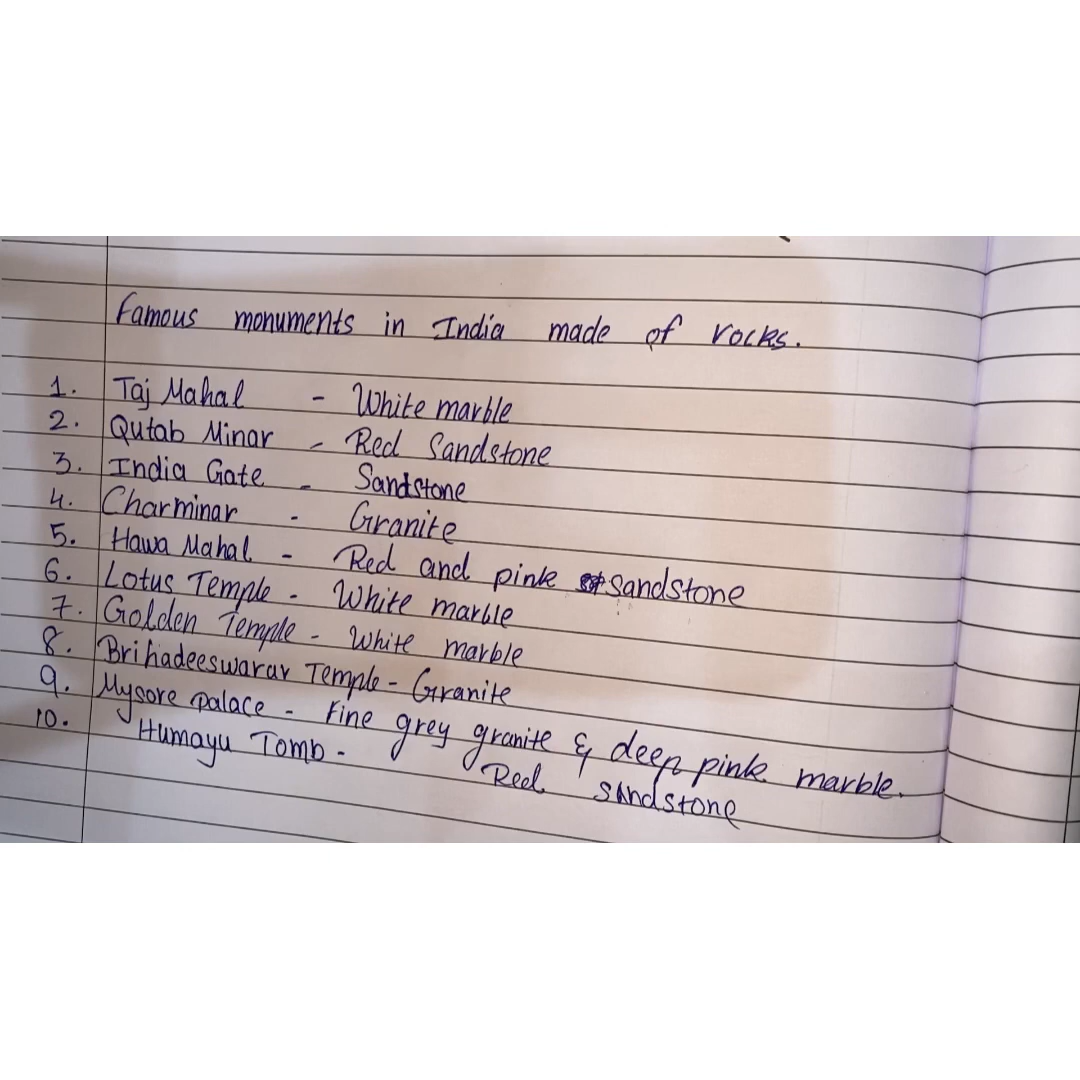 Famous monuments in India made of rocks.
1. Taj Mahal - White marble
2. Qutab Minar - Red Sandstone
3. India Gate - Sandstone
4. Charminar - Granite
5. Hawa Mahal - Red and pink sandstone
6. Lotus Temple - White marble
7. Golden Temple - White marble
8. Brihadeeswarar Temple - Granite
9. Mysore palace - Fine grey granite & deep pink marble.
10. Humayu Tomb - Red sandstone